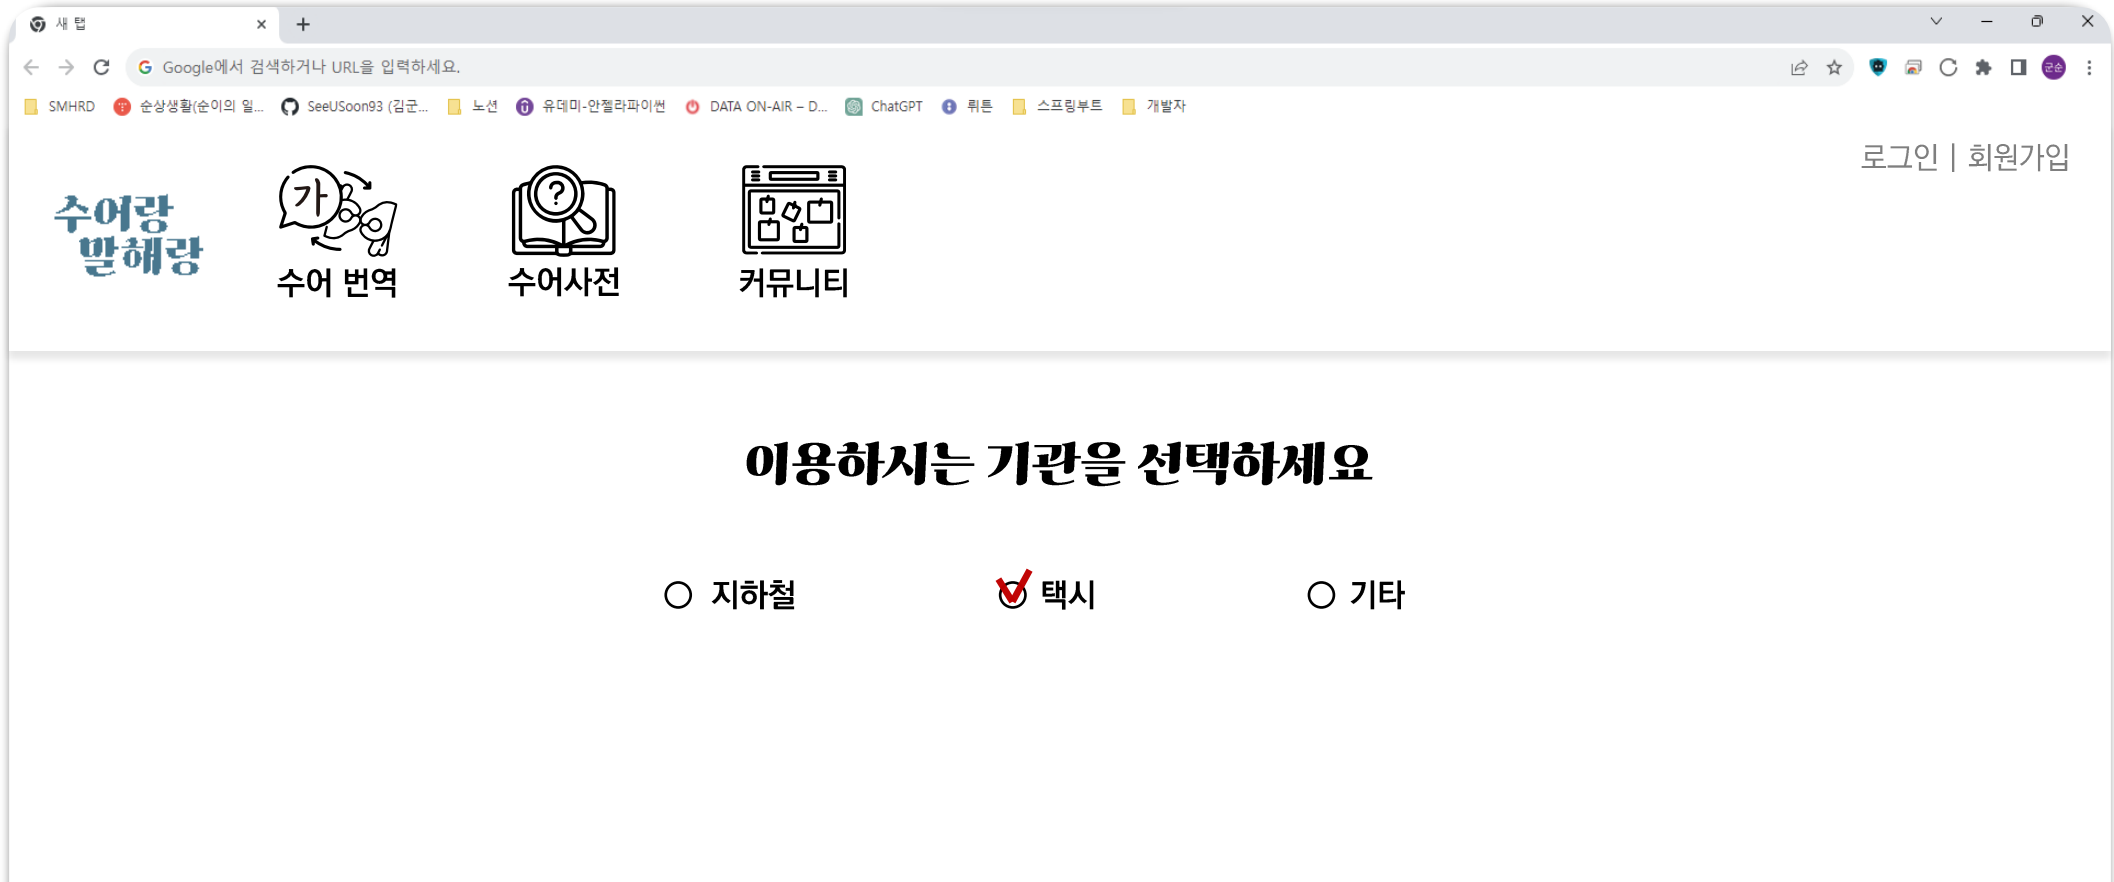 새 탭
Google에서 검색하거나 URL을 입력하세요.
군순
SMHRD 순상생활(순이의 일... SeeUSoon93 (김군... 노션 유데미-안젤라파이썬 DATA ON-AIR – D... ChatGPT 뤼튼 스프링부트 개발자
로그인 | 회원가입
수어랑
말해랑
가
?
수어 번역 수어사전 커뮤니티
이용하시는 기관을 선택하세요
지하철 택시 기타